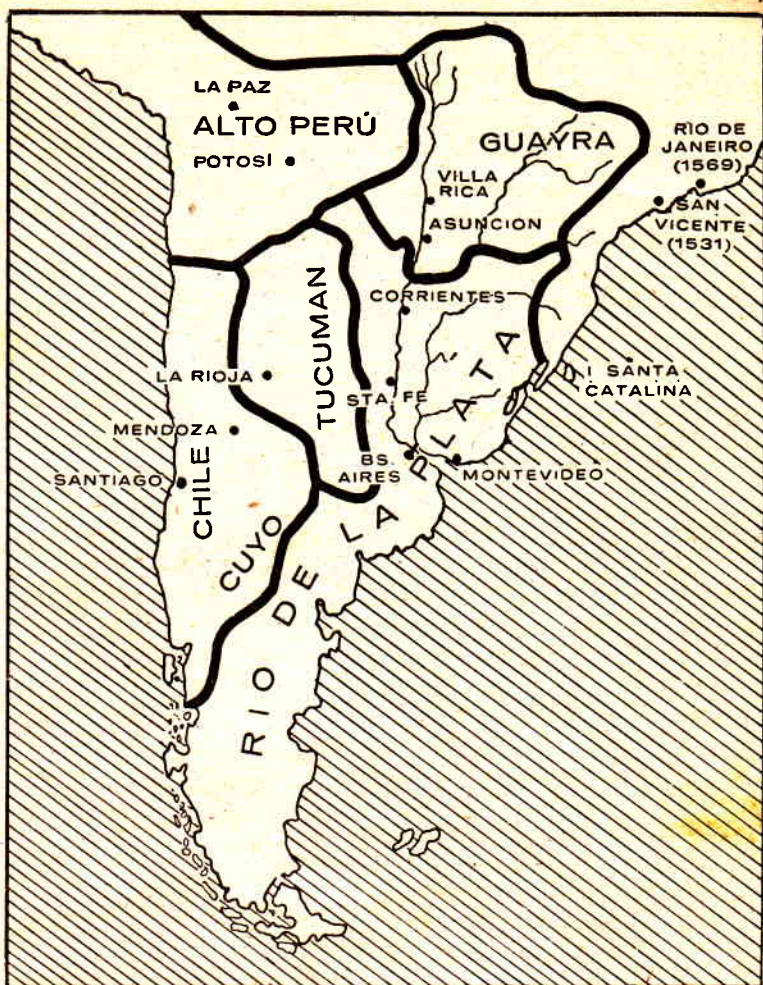 LA PAZ
ALTO PERÚ
POTOSÍ
GUAYRA
VILLA
RICA
ASUNCION
RIO DE
JANEIRO
(1569)
SAN
VICENTE
(1531)
CORRIENTES
TUCUMAN
LA RIOJA
STA. FE
I SANTA
CATALINA
MENDOZA
CHILE
SANTIAGO
BS.
AIRES
MONTEVIDEO
CUYO
RIO DE LA PLATA